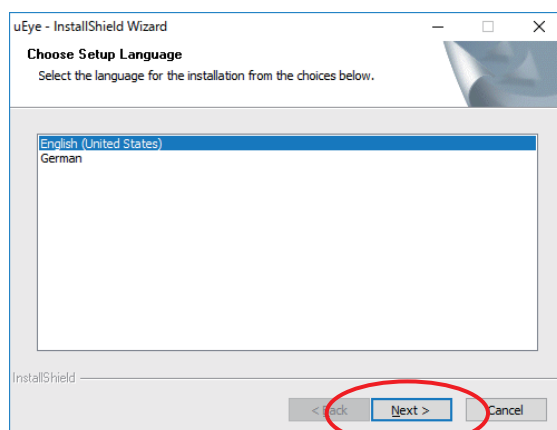 uEye - InstallShield Wizard
Choose Setup Language
Select the language for the installation from the choices below.
English (United States)
German
InstallShield
< Back Next > Cancel